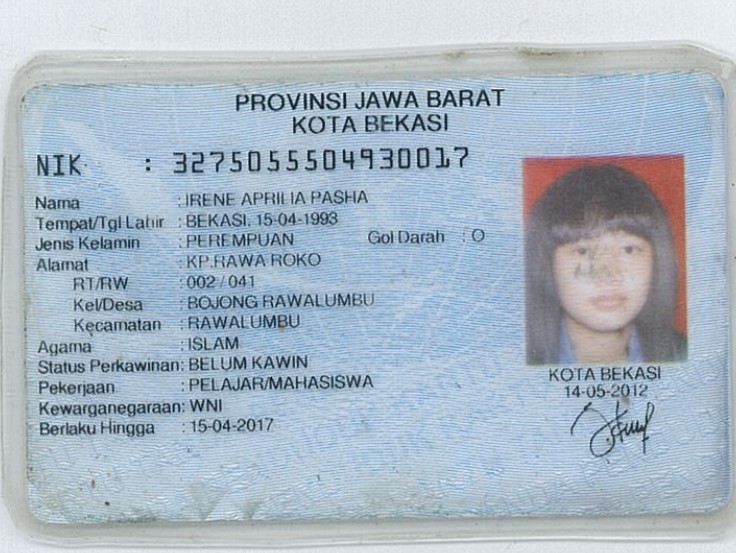 PROVINSI JAWA BARAT
KOTA BEKASI
NIK : 3275055504930017
Nama : IRENE APRILIA PASHA
Tempat/Tgl Lahir : BEKASI, 15-04-1993
Jenis Kelamin : PEREMPUAN Gol Darah : O
Alamat : KP.RAWA ROKO
RT/RW : 002 / 041
Kel/Desa : BOJONG RAWALUMBU
Kecamatan : RAWALUMBU
Agama : ISLAM
Status Perkawinan: BELUM KAWIN
Pekerjaan : PELAJAR/MAHASISWA
Kewarganegaraan: WNI
Berlaku Hingga : 15-04-2017
KOTA BEKASI
14-05-2012